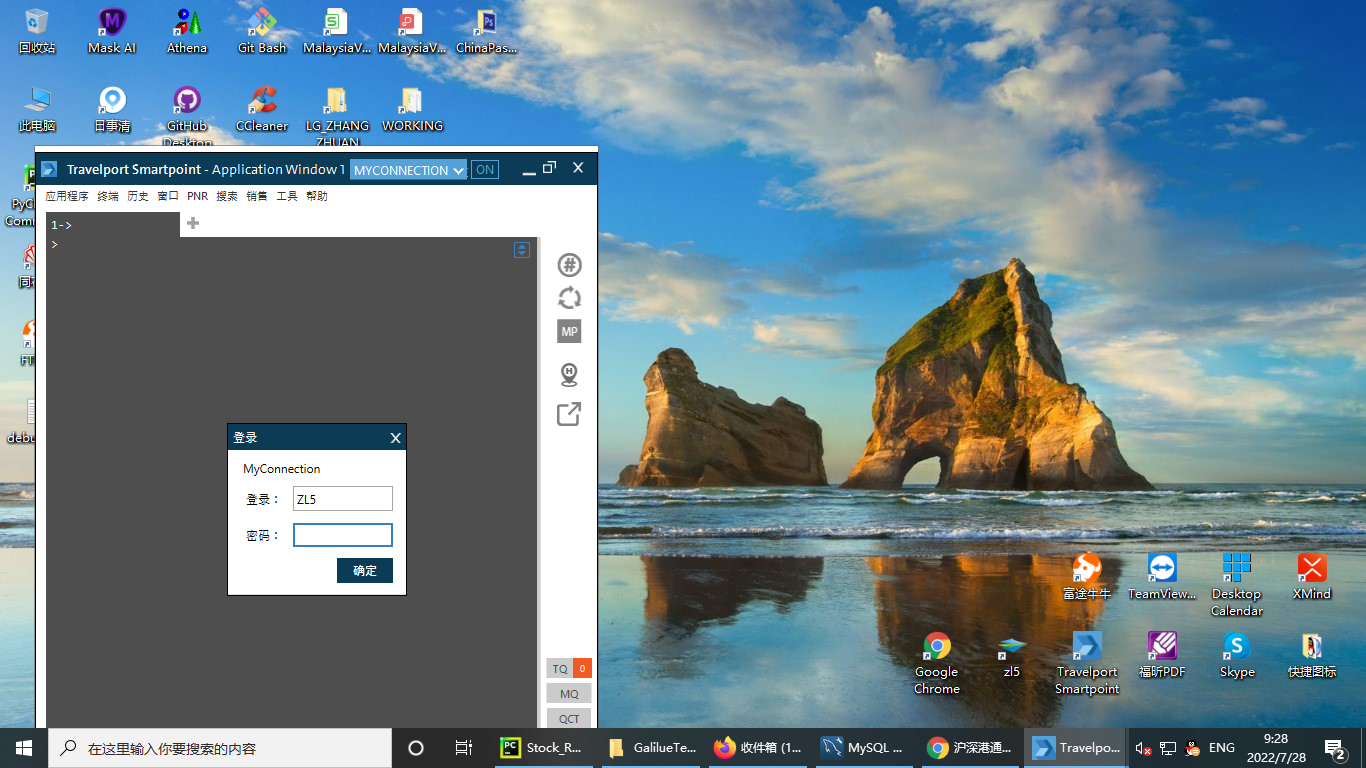 回收站
Mask AI
Athena
Git Bash
MalaysiaV...
MalaysiaV...
ChinaPas...
此电脑
日事清
GitHub
Desktop
CCleaner
LG_ZHANG
ZHUAN
WORKING
Travelport Smartpoint - Application Window 1
MYCONNECTION
ON
应用程序 终端 历史 窗口 PNR 搜索 销售 工具 帮助
1->
>
MP
登录
MyConnection
登录：
ZL5
密码：
确定
TQ 0
MQ
QCT
富途牛牛
TeamView...
Desktop
Calendar
XMind
Google
Chrome
zl5
Travelport
Smartpoint
福昕PDF
Skype
快捷图标
在这里输入你要搜索的内容
Stock_R...
GalilueTe...
收件箱 (1...
MySQL ...
沪深港通...
Travelpo...
ENG
9:28
2022/7/28
2